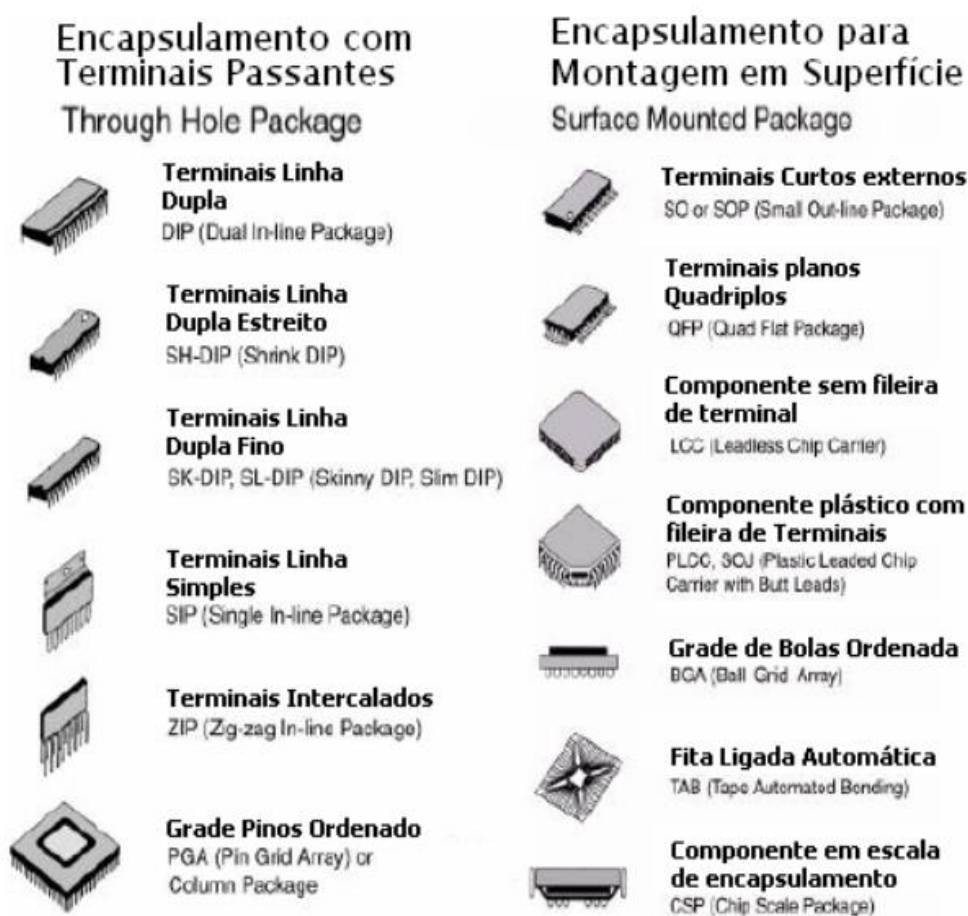 Encapsulamento com
Terminais Passantes
Through Hole Package
Terminais Linha
Dupla
DIP (Dual In-line Package)
Terminais Linha
Dupla Estreito
SH-DIP (Shrink DIP)
Terminais Linha
Dupla Fino
SK-DIP, SL-DIP (Skinny DIP, Slim DIP)
Terminais Linha
Simples
SIP (Single In-line Package)
Terminais Intercalados
ZIP (Zig-zag In-line Package)
Grade Pinos Ordenado
PGA (Pin Grid Array) or
Column Package
Encapsulamento para
Montagem em Superfície
Surface Mounted Package
Terminais Curtos externos
SO or SOP (Small Out-line Package)
Terminais planos
Quadriplos
QFP (Quad Flat Package)
Componente sem fileira
de terminal
LCC (Leadless Chip Carrier)
Componente plástico com
fileira de Terminais
PLCC, SOJ (Plastic Leaded Chip
Carrier with Butt Leads)
Grade de Bolas Ordenada
BGA (Ball Grid Array)
Fita Ligada Automática
TAB (Tape Automated Bonding)
Componente em escala
de encapsulamento
CSP (Chip Scale Package)